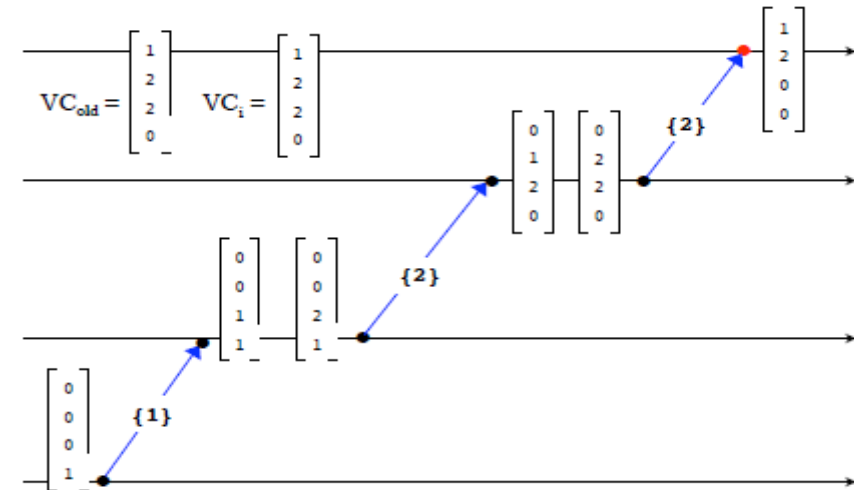 VCold = [1 2 2 0]
VCi = [1 2 2 0]
[1 2 0 0]
{2}
[0 1 2 0]
[0 2 2 0]
{2}
[0 0 1 1]
[0 0 2 1]
{1}
[0 0 0 1]